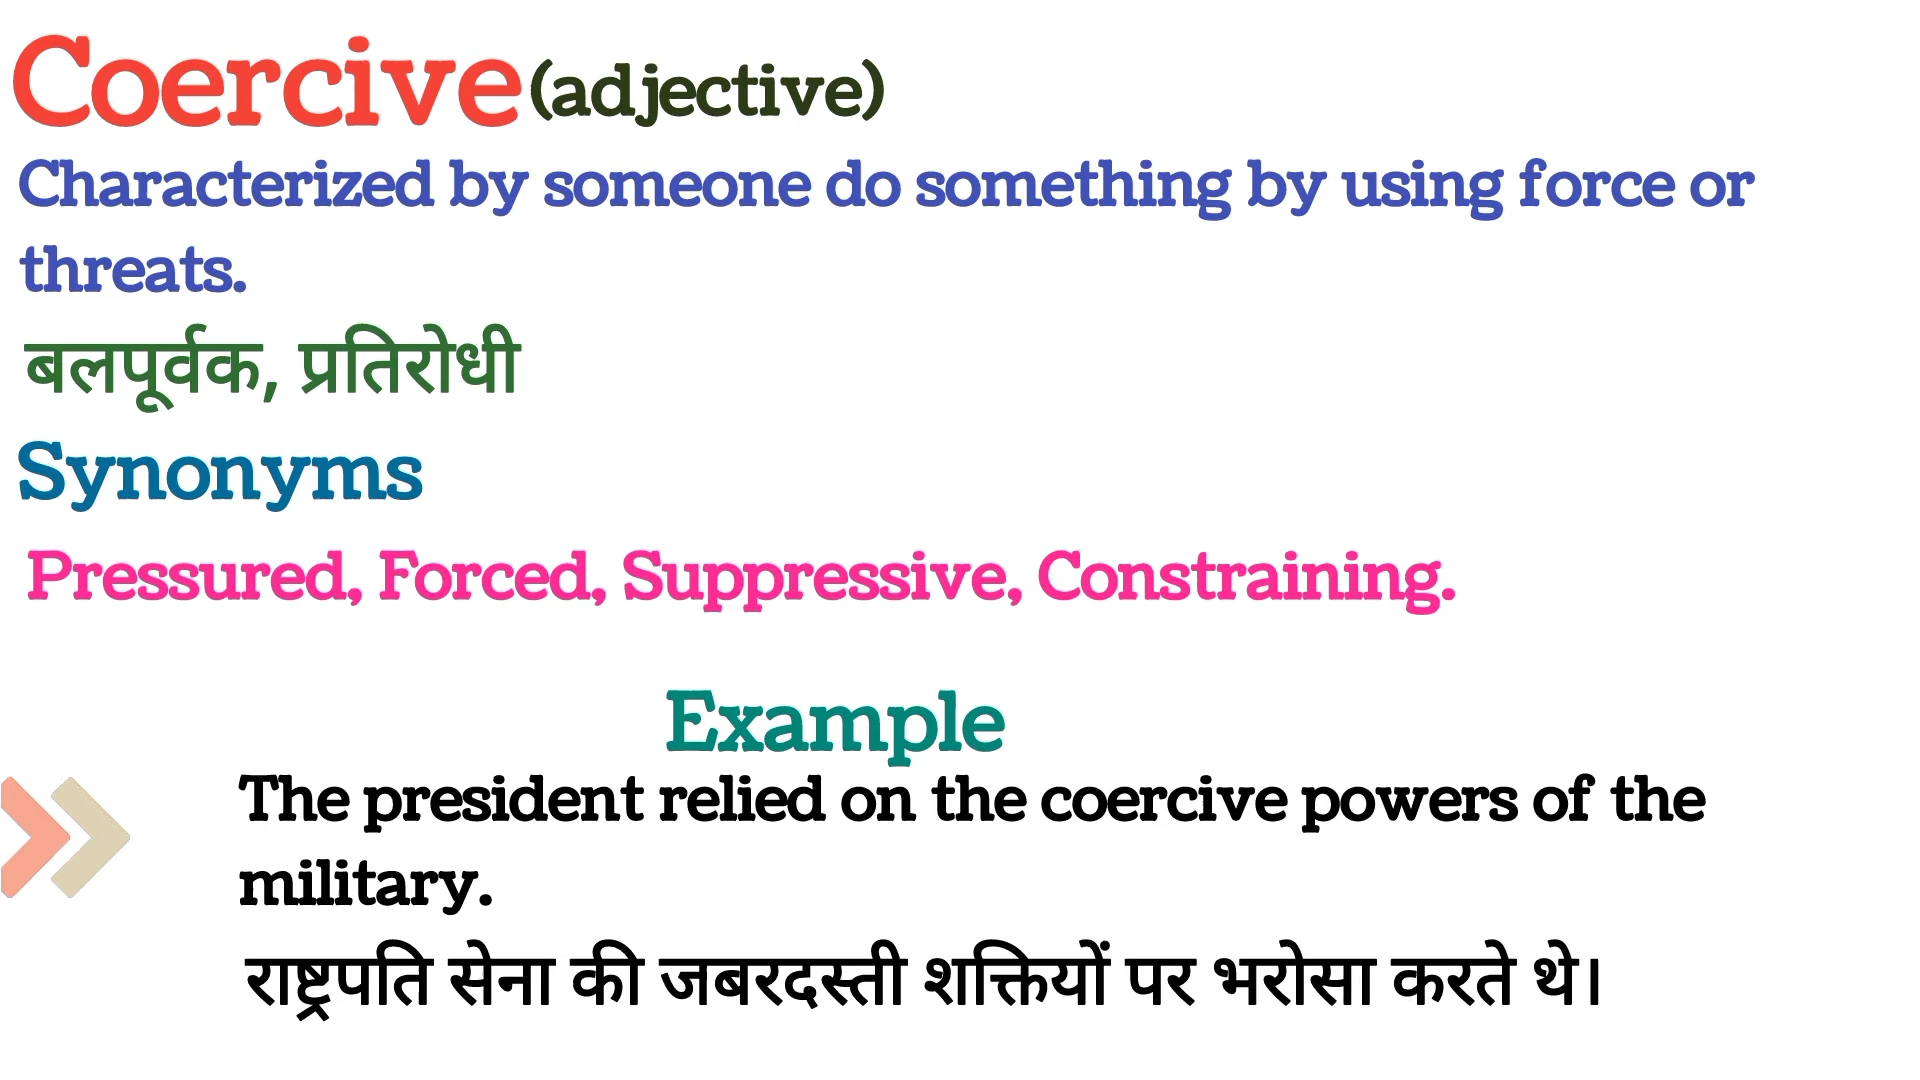 Coercive (adjective)
Characterized by someone do something by using force or
threats.
बलपूर्वक, प्रतिरोधी
Synonyms
Pressured, Forced, Suppressive, Constraining.
Example
The president relied on the coercive powers of the
military.
राष्ट्रपति सेना की जबरदस्ती शक्तियों पर भरोसा करते थे।